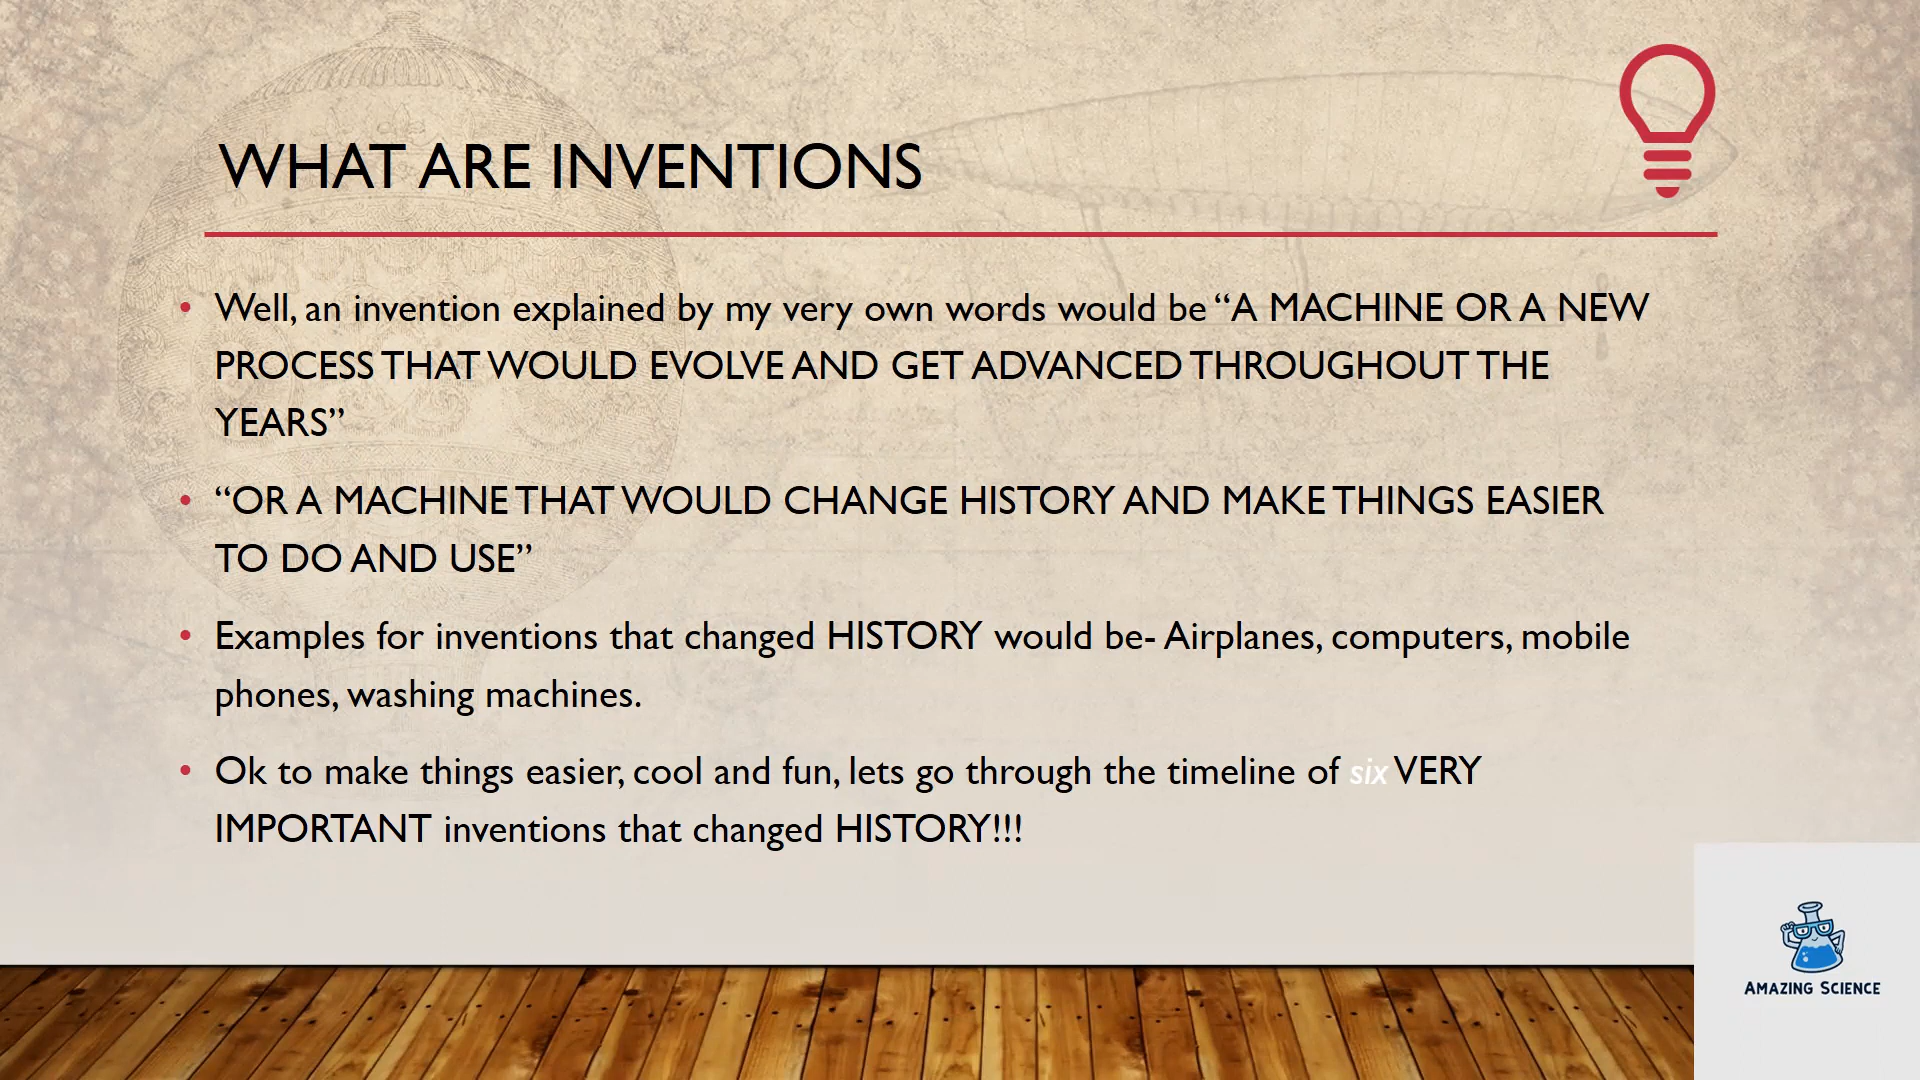 WHAT ARE INVENTIONS
• Well, an invention explained by my very own words would be “A MACHINE OR A NEW
PROCESS THAT WOULD EVOLVE AND GET ADVANCED THROUGHOUT THE
YEARS”
• “OR A MACHINE THAT WOULD CHANGE HISTORY AND MAKE THINGS EASIER
TO DO AND USE”
• Examples for inventions that changed HISTORY would be- Airplanes, computers, mobile
phones, washing machines.
• Ok to make things easier, cool and fun, lets go through the timeline of six VERY
IMPORTANT inventions that changed HISTORY!!!
AMAZING SCIENCE